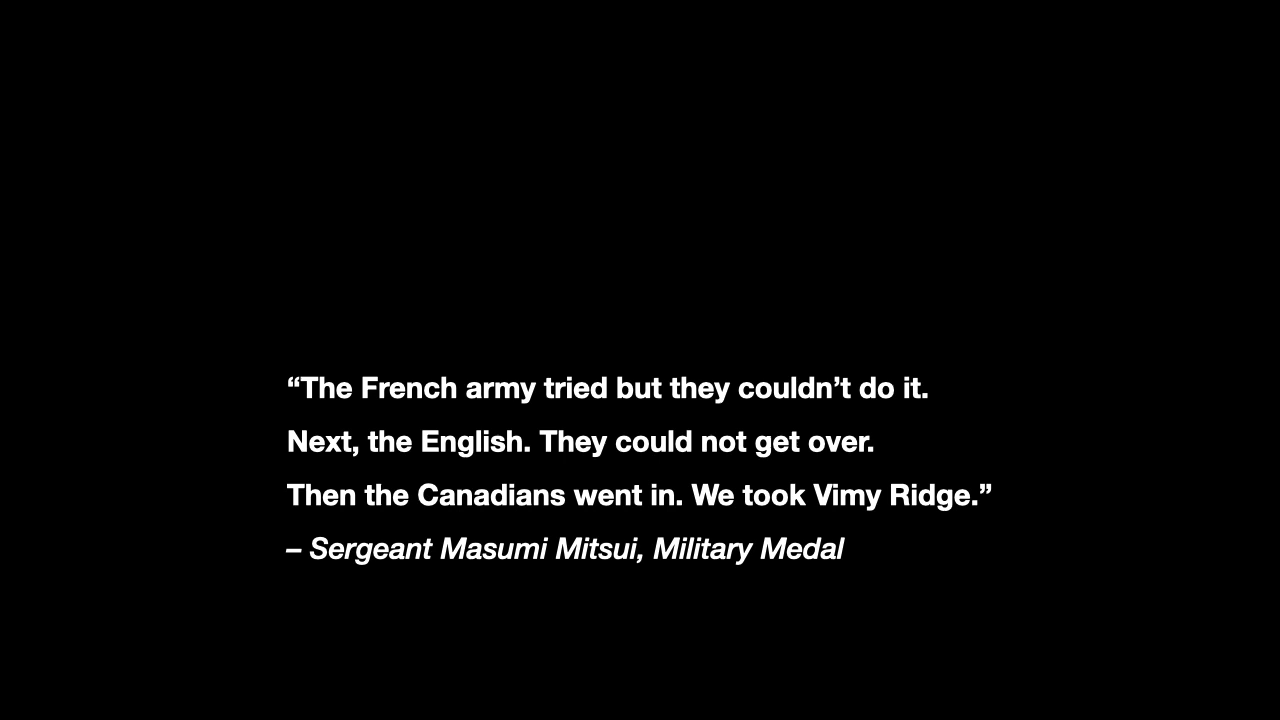 “The French army tried but they couldn’t do it.
Next, the English. They could not get over.
Then the Canadians went in. We took Vimy Ridge.”
– Sergeant Masumi Mitsui, Military Medal